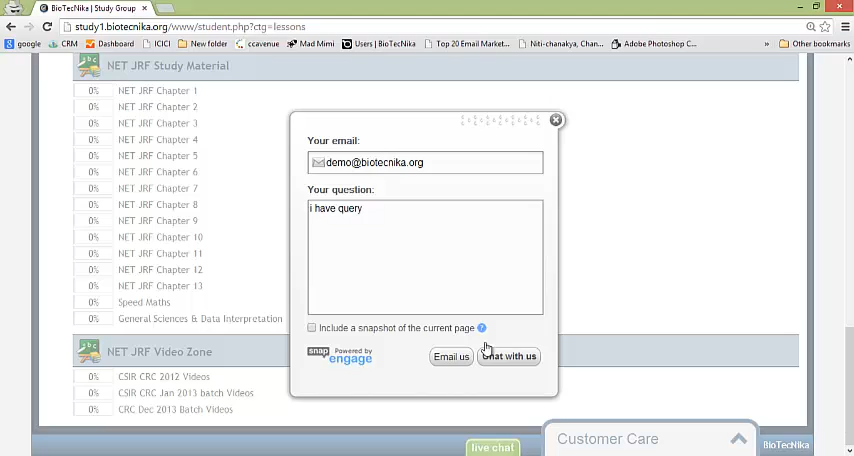 BioTecNika | Study Group
study1.biotecnika.org/www/student.php?ctg=lessons
google
CRM
Dashboard
ICICI
New folder
ccavenue
Mad Mimi
Users | BioTecNika
Top 20 Email Market...
Niti-chanakya, Chan...
Adobe Photoshop C...
»
Other bookmarks
NET JRF Study Material
0% NET JRF Chapter 1
0% NET JRF Chapter 2
0% NET JRF Chapter 3
0% NET JRF Chapter 4
0% NET JRF Chapter 5
0% NET JRF Chapter 6
0% NET JRF Chapter 7
0% NET JRF Chapter 8
0% NET JRF Chapter 9
0% NET JRF Chapter 10
0% NET JRF Chapter 11
0% NET JRF Chapter 12
0% NET JRF Chapter 13
0% Speed Maths
0% General Sciences & Data Interpretation
NET JRF Video Zone
0% CSIR CRC 2012 Videos
0% CSIR CRC Jan 2013 batch Videos
0% CRC Dec 2013 Batch Videos
Your email:
demo@biotecnika.org
Your question:
i have query
Include a snapshot of the current page ?
snap Powered by
engage
Email us
Chat with us
live chat
Customer Care
BioTecNika